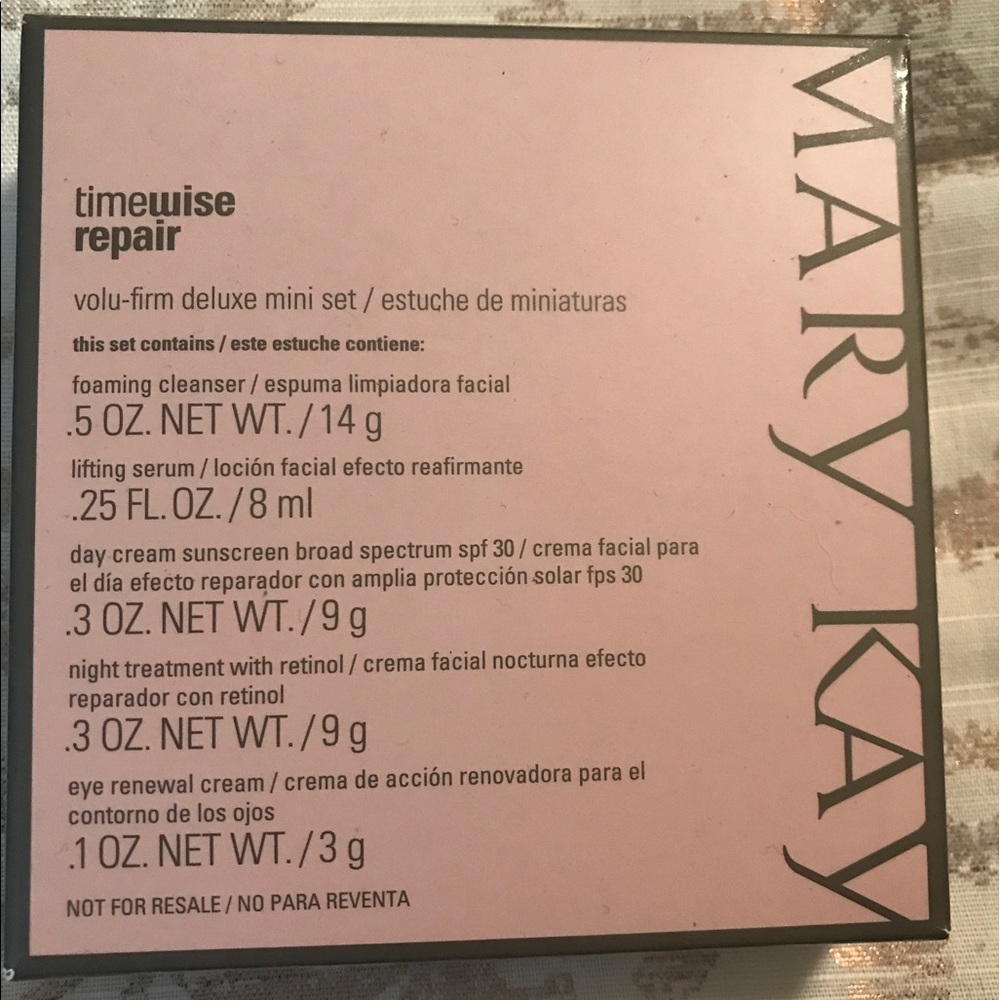 timewise
repair
volu-firm deluxe mini set / estuche de miniaturas
this set contains / este estuche contiene:
foaming cleanser / espuma limpiadora facial
.5 OZ. NET WT. / 14 g
lifting serum / loción facial efecto reafirmante
.25 FL. OZ. / 8 ml
day cream sunscreen broad spectrum spf 30 / crema facial para
el día efecto reparador con amplia protección solar fps 30
.3 OZ. NET WT. / 9 g
night treatment with retinol / crema facial nocturna efecto
reparador con retinol
.3 OZ. NET WT. / 9 g
eye renewal cream / crema de acción renovadora para el
contorno de los ojos
.1 OZ. NET WT. / 3 g
NOT FOR RESALE / NO PARA REVENTA
MARY KAY